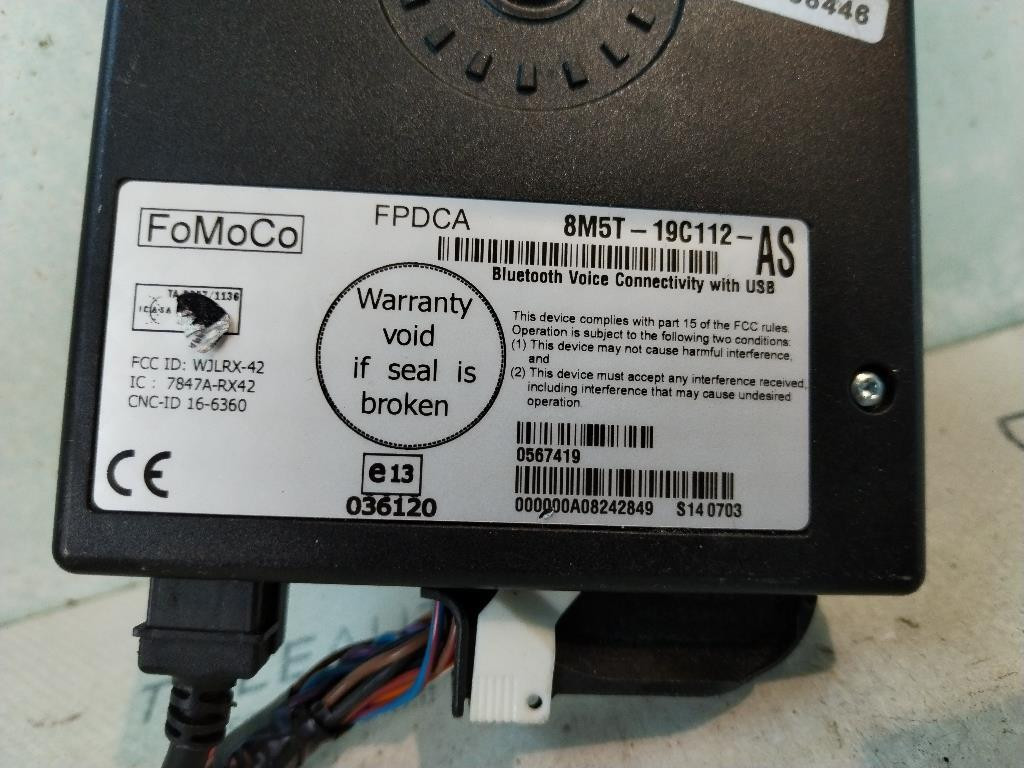 8446
FoMoCo
FPDCA
8M5T-19C112-AS
Bluetooth Voice Connectivity with USB
/1136
ICASA
Warranty
void
if seal is
broken
This device complies with part 15 of the FCC rules.
Operation is subject to the following two conditions:
(1) This device may not cause harmful interference,
and
(2) This device must accept any interference received,
including interference that may cause undesired
operation.
FCC ID: WJLRX-42
IC : 7847A-RX42
CNC-ID 16-6360
0567419
CE
e13
036120
000000A08242849 S14 0703